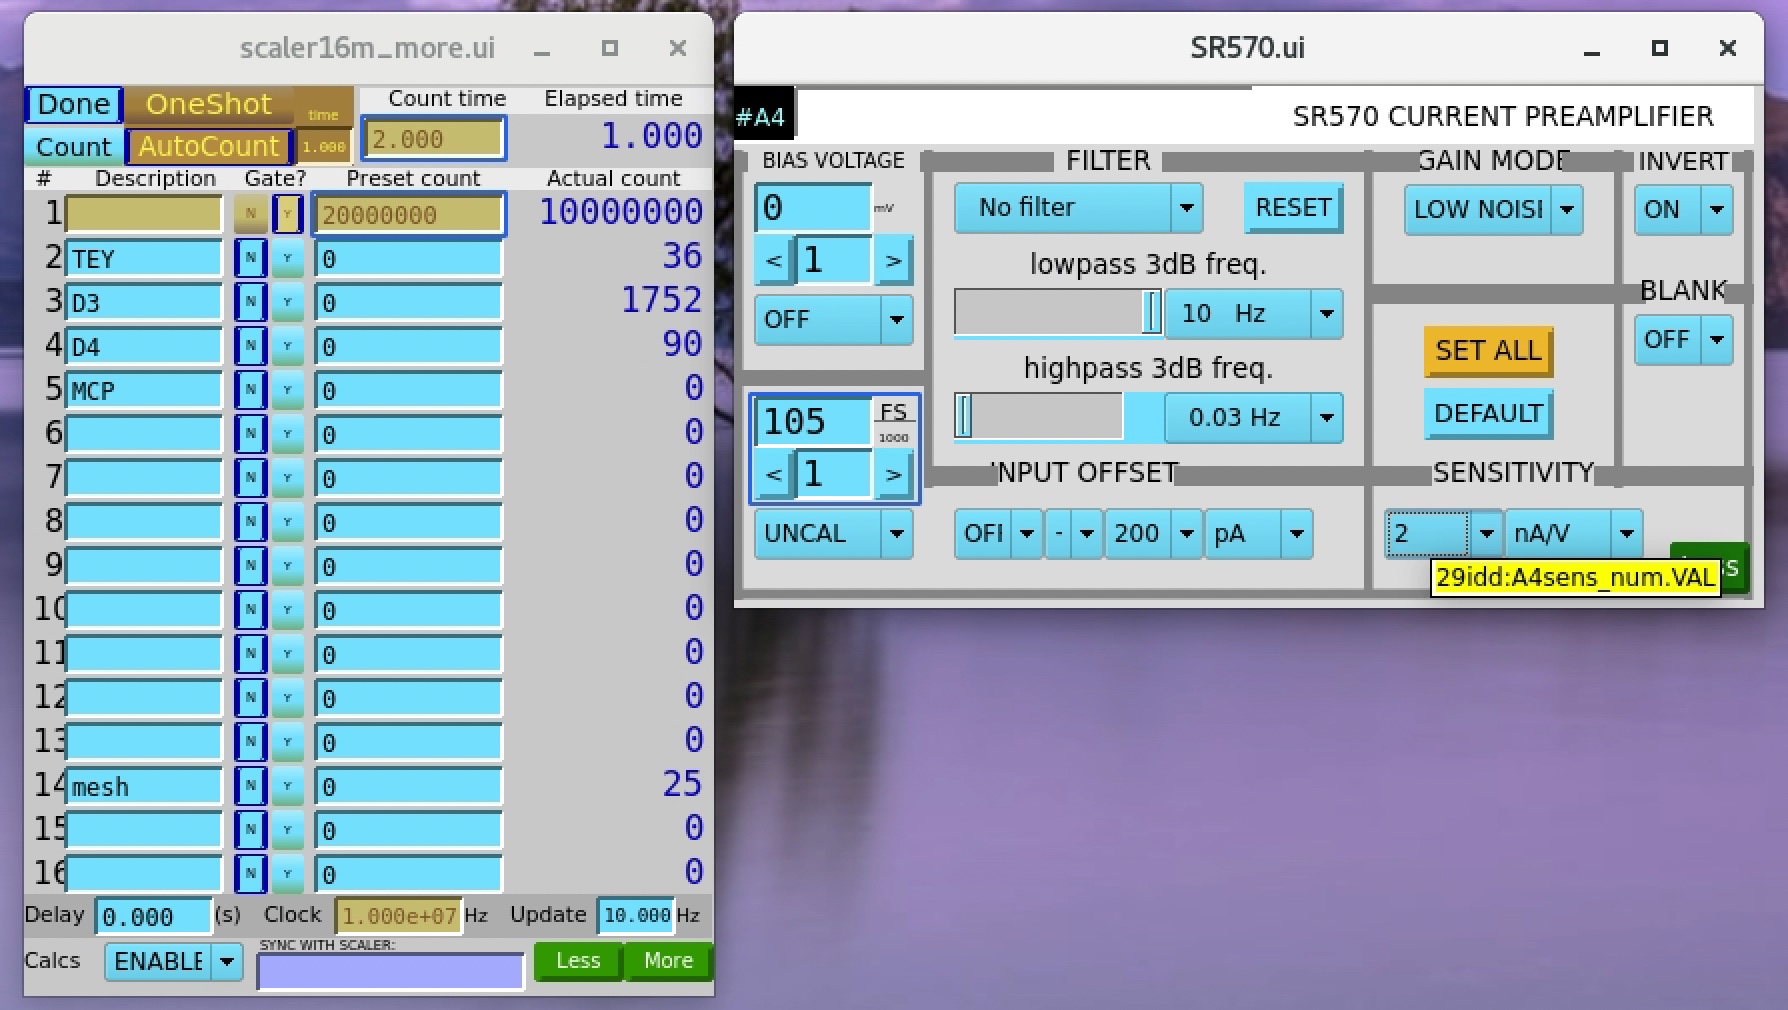 scaler16m_more.ui
Done OneShot time Count time Elapsed time
Count AutoCount 1.000 2.000 1.000
# Description Gate? Preset count Actual count
1 N Y 20000000 10000000
2 TEY N Y 0 36
3 D3 N Y 0 1752
4 D4 N Y 0 90
5 MCP N Y 0 0
6 N Y 0 0
7 N Y 0 0
8 N Y 0 0
9 N Y 0 0
10 N Y 0 0
11 N Y 0 0
12 N Y 0 0
13 N Y 0 0
14 mesh N Y 0 25
15 N Y 0 0
16 N Y 0 0
Delay 0.000 (s) Clock 1.000e+07 Hz Update 10.000 Hz
Calcs ENABLE SYNC WITH SCALER: Less More
SR570.ui
#A4 SR570 CURRENT PREAMPLIFIER
BIAS VOLTAGE
0 mV
< 1 >
OFF
105 FS
1000
< 1 >
UNCAL
FILTER
No filter RESET
lowpass 3dB freq.
10 Hz
highpass 3dB freq.
0.03 Hz
INPUT OFFSET
OFF - 200 pA
GAIN MODE
LOW NOISE
SET ALL
DEFAULT
INVERT
ON
BLANK
OFF
SENSITIVITY
2 nA/V
29idd:A4sens_num.VAL